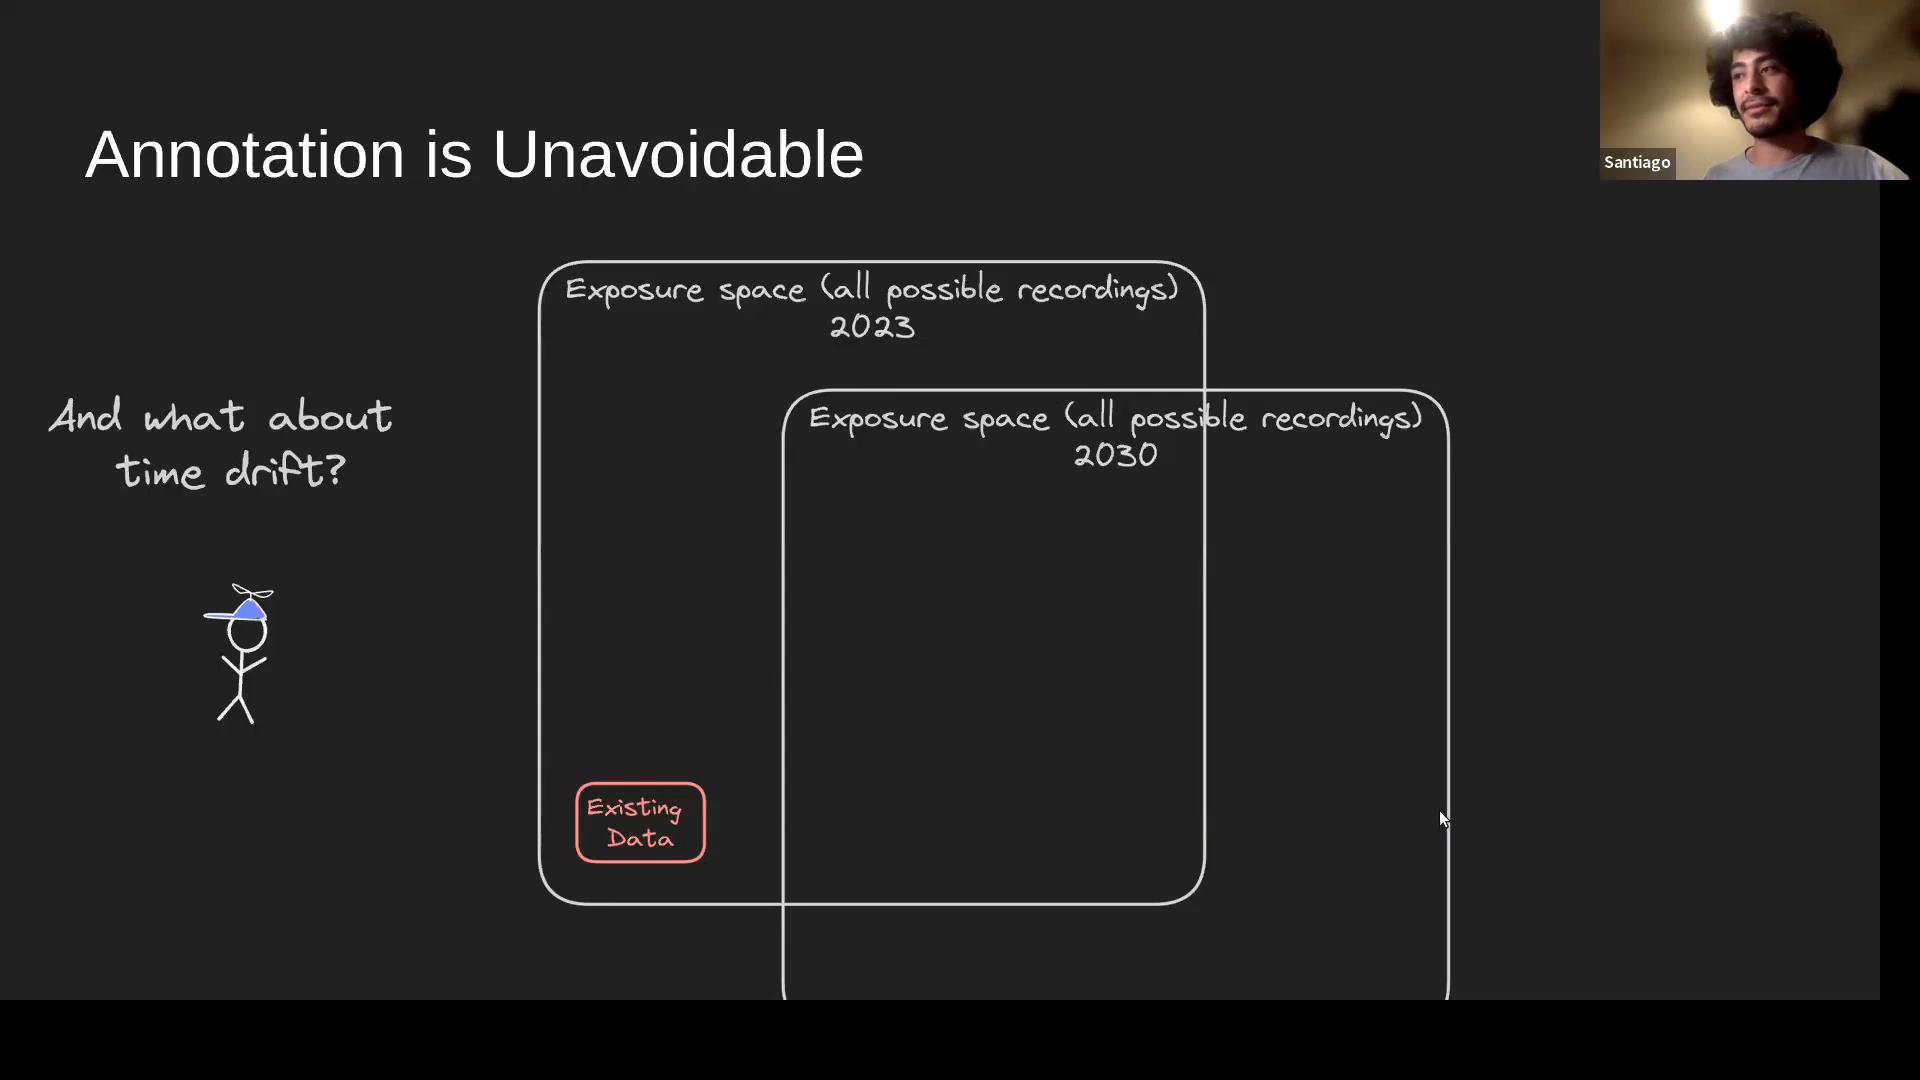 Santiago
Annotation is Unavoidable
Exposure space (all possible recordings)
2023
And what about
time drift?
Exposure space (all possible recordings)
2030
Existing
Data